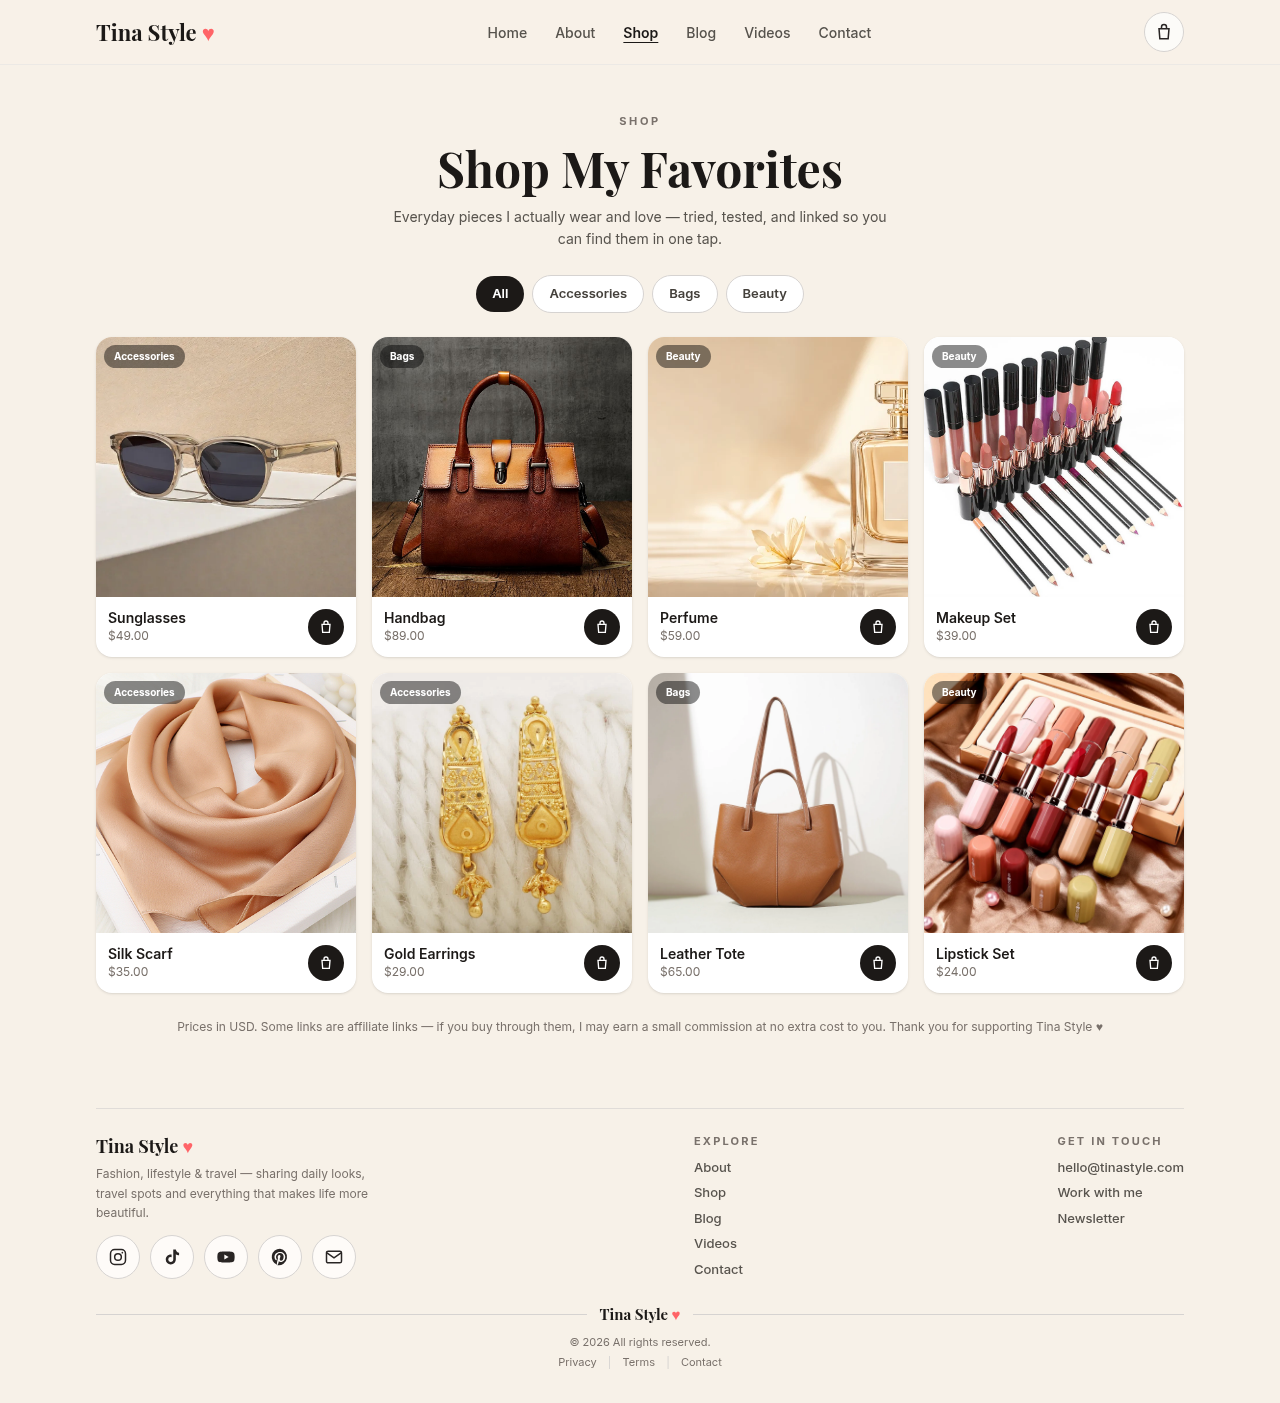 Tina Style ♥
Home
About
Shop
Blog
Videos
Contact
SHOP
Shop My Favorites
Everyday pieces I actually wear and love — tried, tested, and linked so you
can find them in one tap.
All
Accessories
Bags
Beauty
Accessories
Sunglasses
$49.00
Bags
Handbag
$89.00
Beauty
Perfume
$59.00
Beauty
Makeup Set
$39.00
Accessories
Silk Scarf
$35.00
Accessories
Gold Earrings
$29.00
Bags
Leather Tote
$65.00
Beauty
Lipstick Set
$24.00
Prices in USD. Some links are affiliate links — if you buy through them, I may earn a small commission at no extra cost to you. Thank you for supporting Tina Style ♥
Tina Style ♥
Fashion, lifestyle & travel — sharing daily looks,
travel spots and everything that makes life more
beautiful.
EXPLORE
About
Shop
Blog
Videos
Contact
GET IN TOUCH
hello@tinastyle.com
Work with me
Newsletter
Tina Style ♥
© 2026 All rights reserved.
Privacy
Terms
Contact